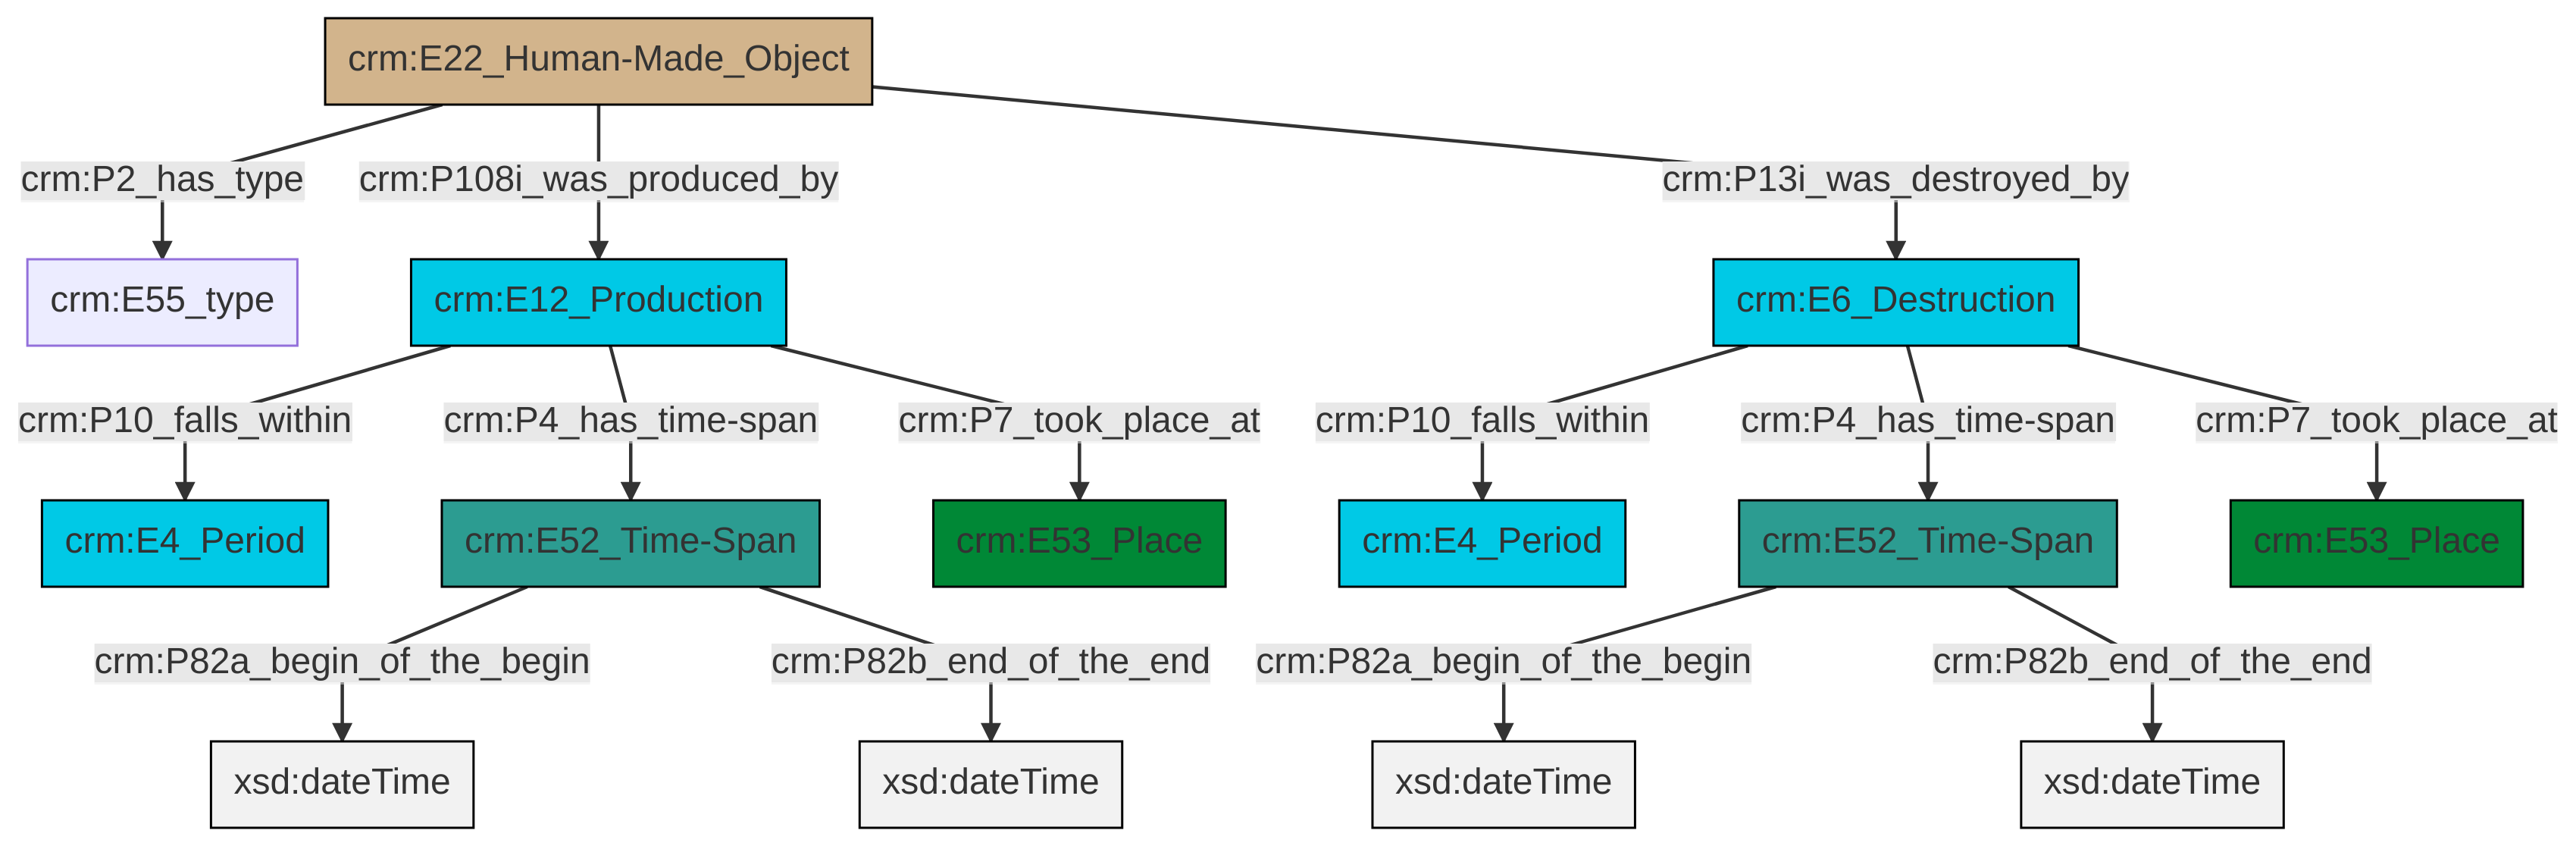 crm:E22_Human-Made_Object
crm:P2_has_type
crm:P108i_was_produced_by
crm:P13i_was_destroyed_by
crm:E55_type
crm:E12_Production
crm:E6_Destruction
crm:P10_falls_within
crm:P4_has_time-span
crm:P7_took_place_at
crm:P10_falls_within
crm:P4_has_time-span
crm:P7_took_place_at
crm:E4_Period
crm:E52_Time-Span
crm:E53_Place
crm:E4_Period
crm:E52_Time-Span
crm:E53_Place
crm:P82a_begin_of_the_begin
crm:P82b_end_of_the_end
crm:P82a_begin_of_the_begin
crm:P82b_end_of_the_end
xsd:dateTime
xsd:dateTime
xsd:dateTime
xsd:dateTime